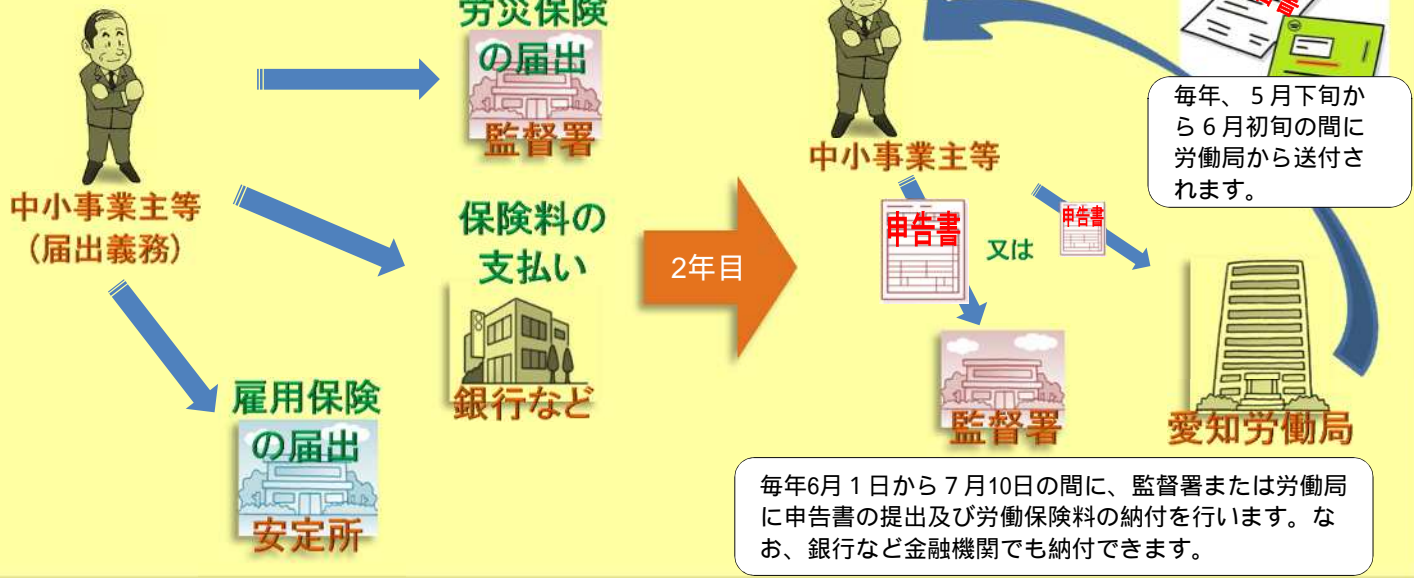 労災保険
の届出
監督署
中小事業主等
(届出義務)
保険料の
支払い
銀行など
雇用保険
の届出
安定所
2年目
中小事業主等
毎年、5月下旬か
ら6月初旬の間に
労働局から送付さ
れます。
申告書
又は
申告書
監督署
愛知労働局
毎年6月1日から7月10日の間に、監督署または労働局
に申告書の提出及び労働保険料の納付を行います。な
お、銀行など金融機関でも納付できます。